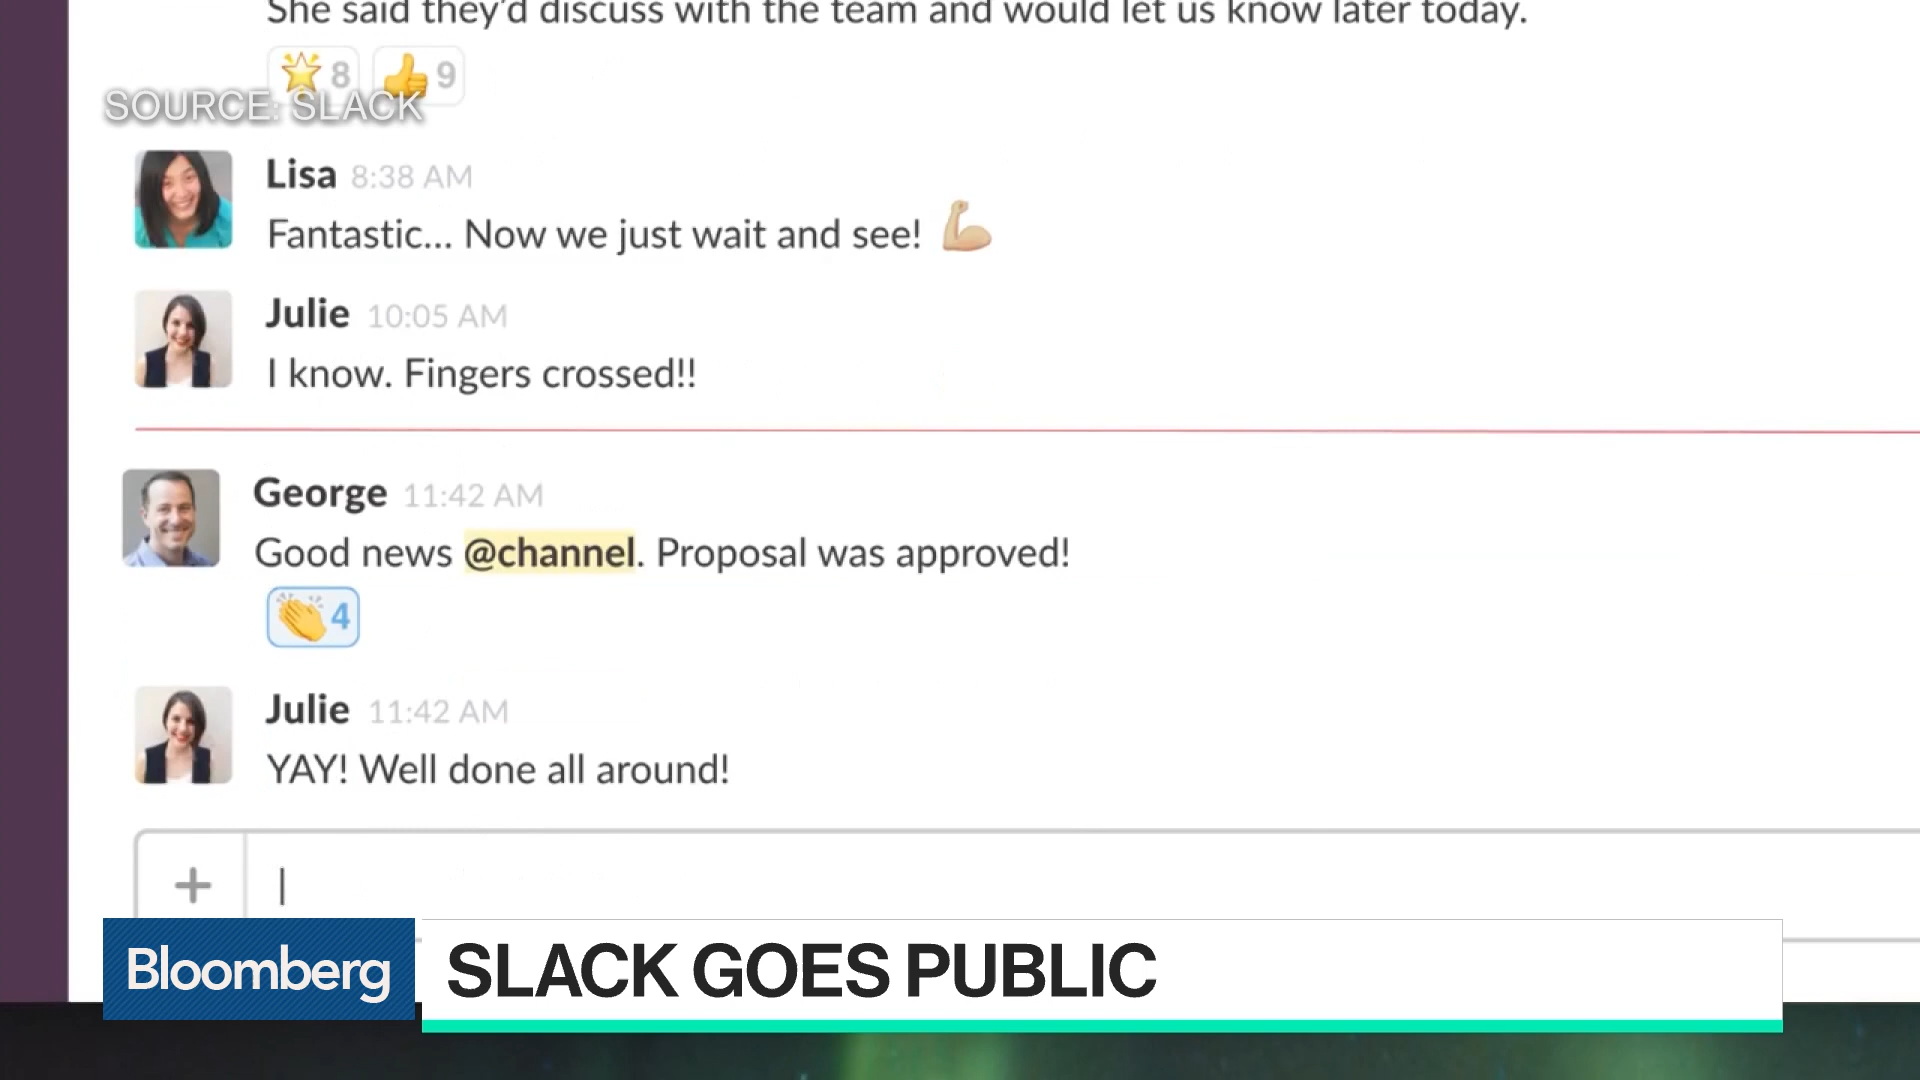 She said they'd discuss with the team and would let us know later today.
8 9
SOURCE: SLACK
Lisa 8:38 AM
Fantastic... Now we just wait and see!
Julie 10:05 AM
I know. Fingers crossed!!
George 11:42 AM
Good news @channel. Proposal was approved!
4
Julie 11:42 AM
YAY! Well done all around!
+
Bloomberg SLACK GOES PUBLIC